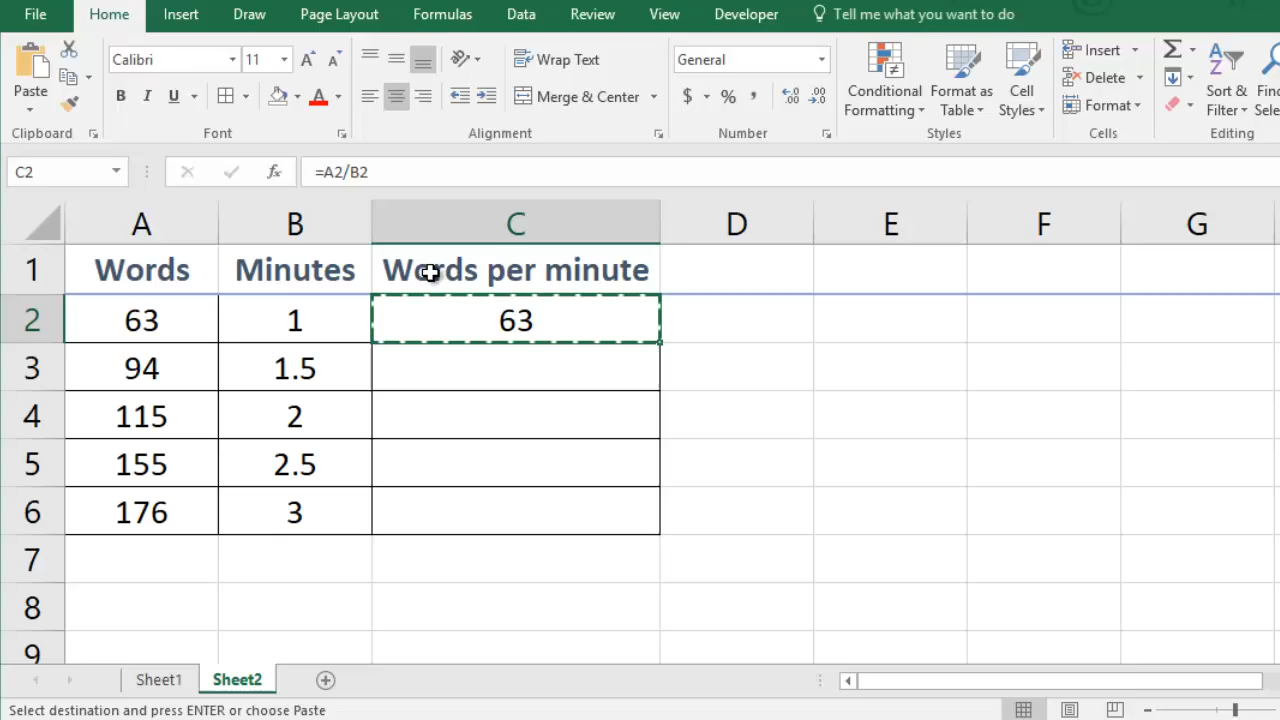 File Home Insert Draw Page Layout Formulas Data Review View Developer Tell me what you want to do
Calibri 11 A A Wrap Text General Insert
Paste B I U A Merge & Center $ % , Conditional Formatting Format as Table Cell Styles Delete Sort & Filter
Format
Clipboard Font Alignment Number Styles Cells Editing
C2 fx =A2/B2
A B C D E F G
1 Words Minutes Words per minute
2 63 1 63
3 94 1.5
4 115 2
5 155 2.5
6 176 3
7
8
9
Sheet1 Sheet2
Select destination and press ENTER or choose Paste